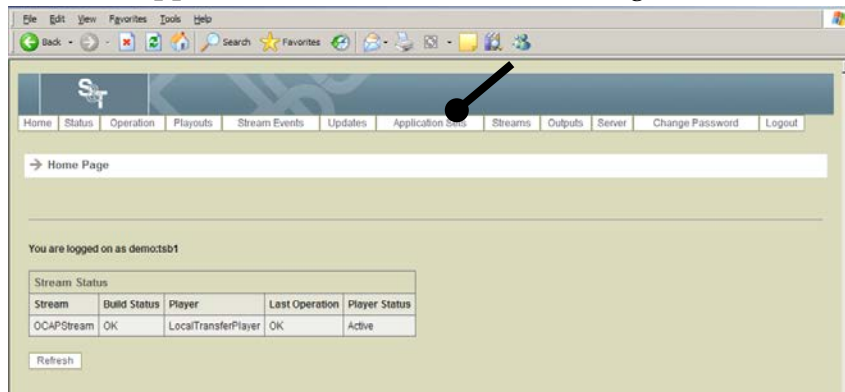 File Edit View Favorites Tools Help
Back Search Favorites
S&T
Home Status Operation Playouts Stream Events Updates Application Sets Streams Outputs Server Change Password Logout
→ Home Page
You are logged on as demo:tsb1
Stream Status
Stream Build Status Player Last Operation Player Status
OCAPStream OK LocalTransferPlayer OK Active
Refresh